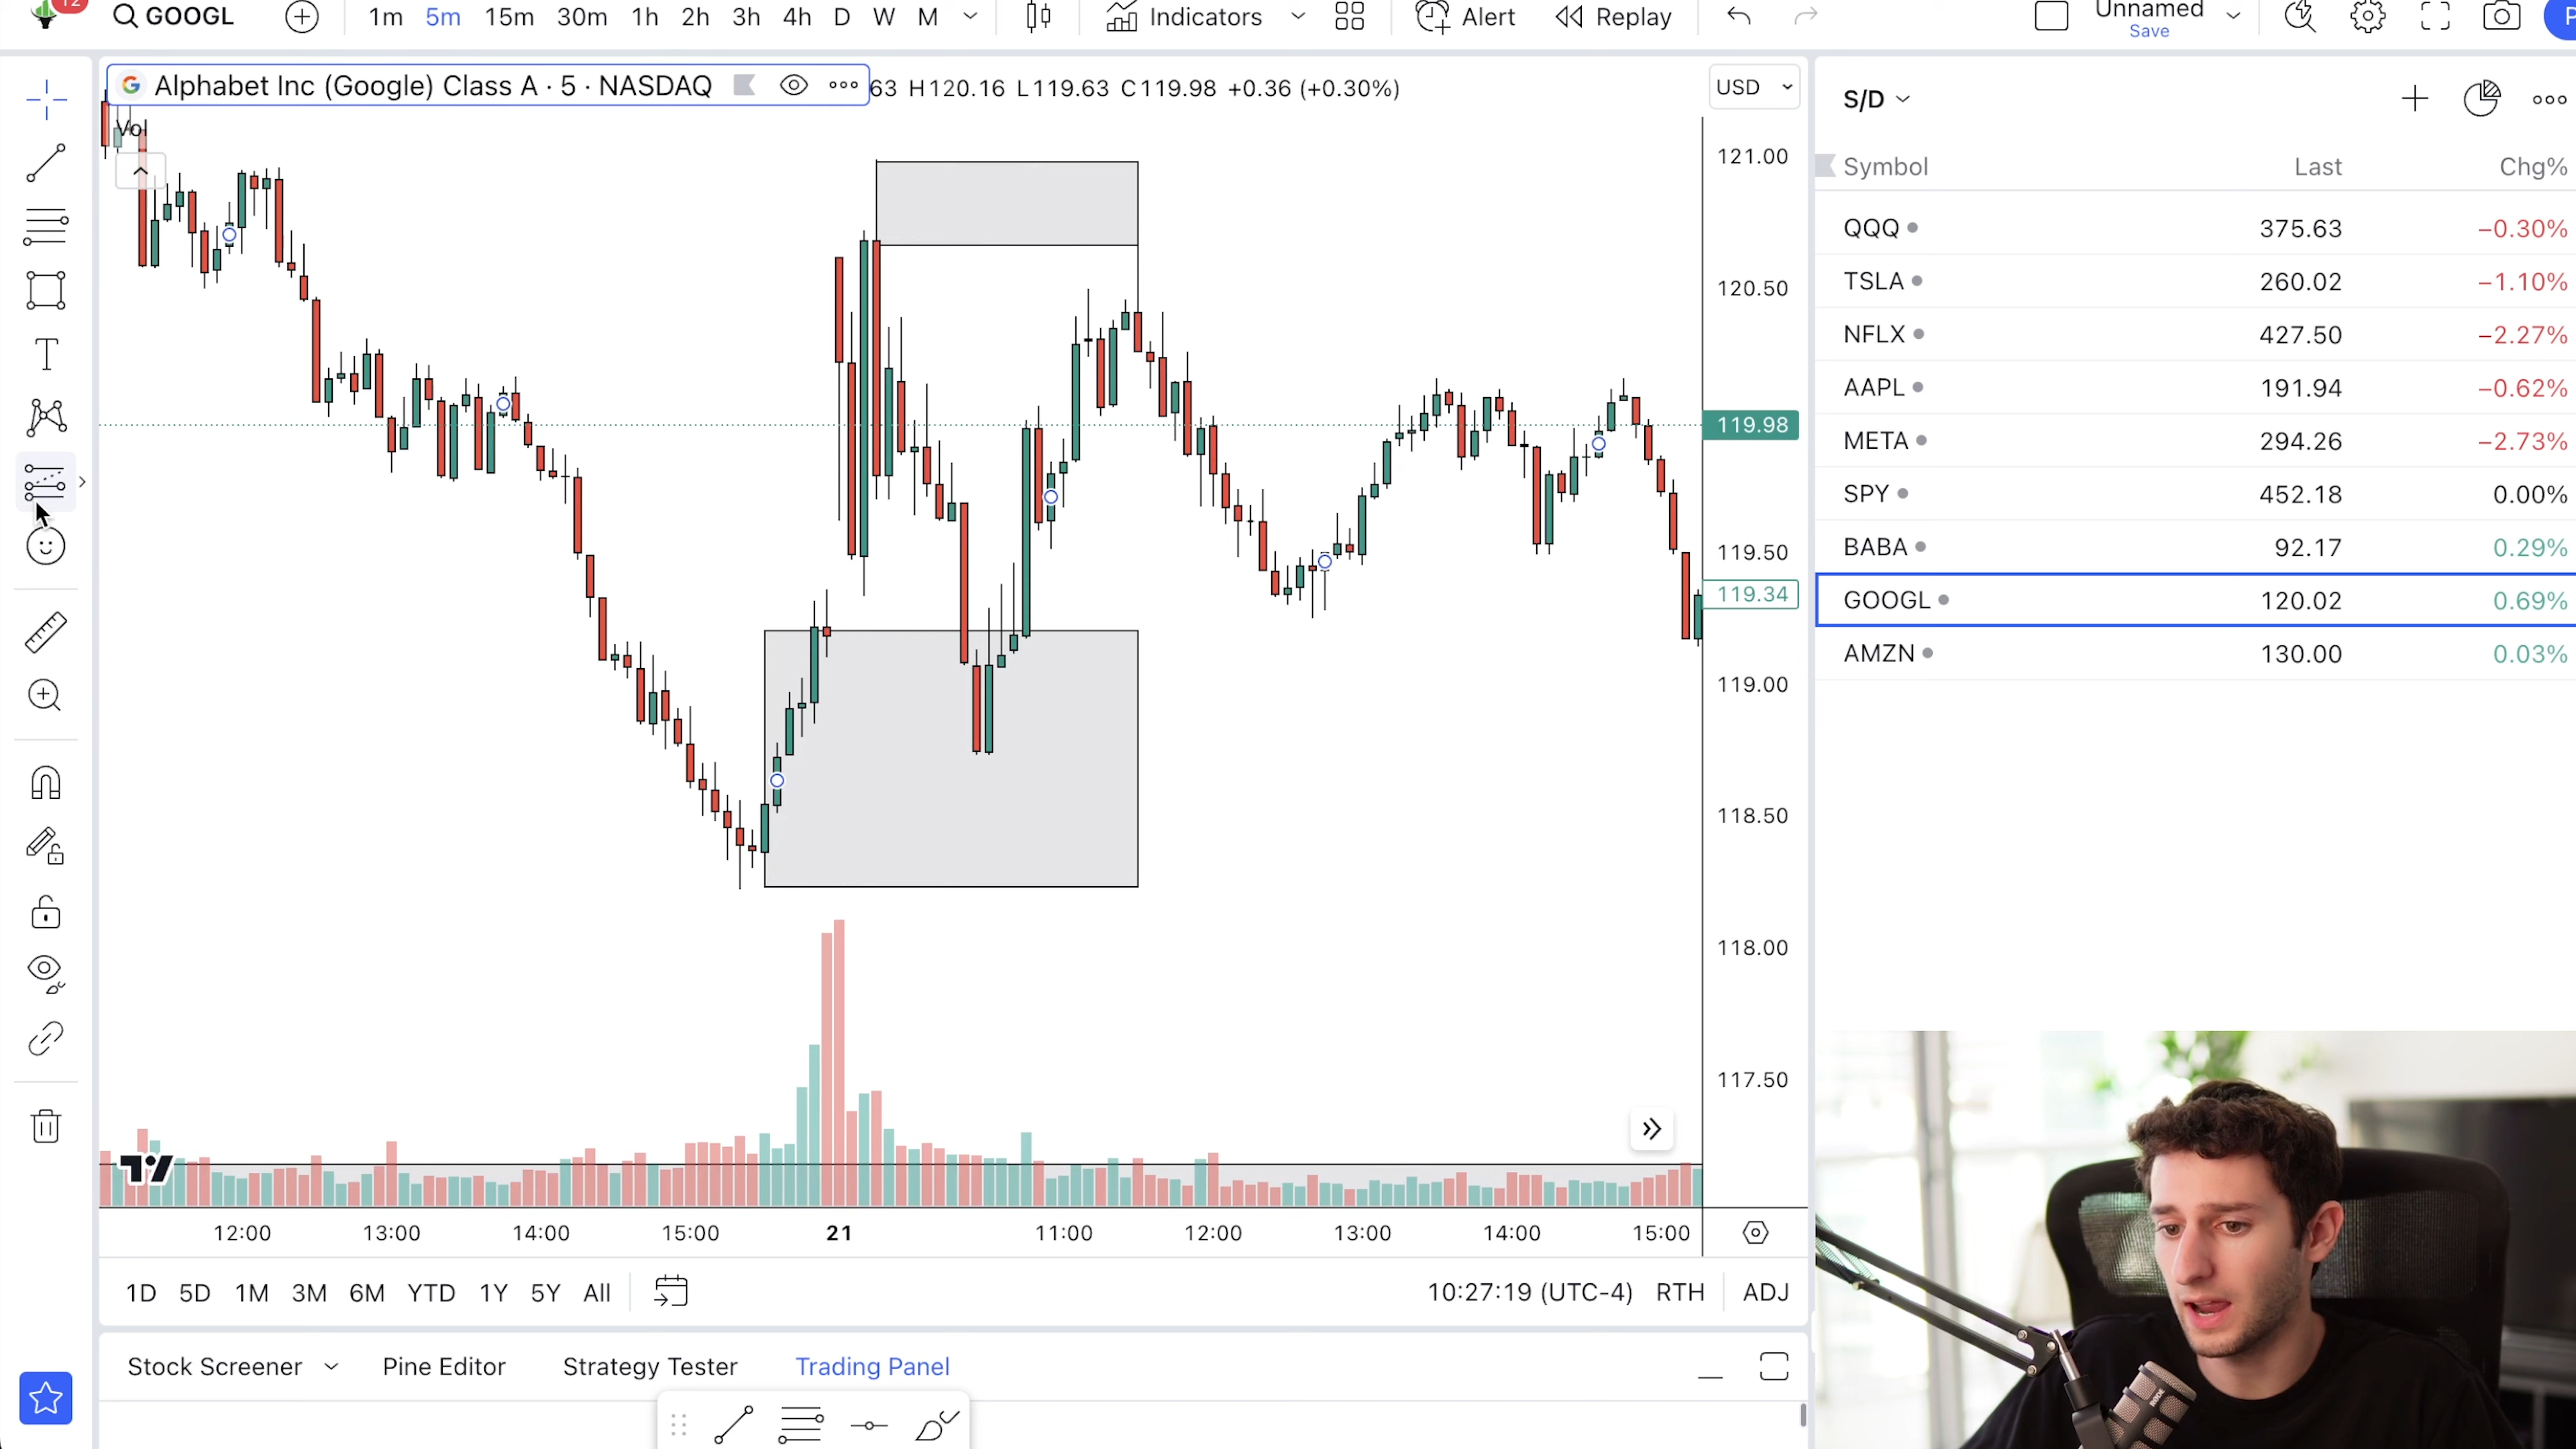 12
GOOGL
1m 5m 15m 30m 1h 2h 3h 4h D W M
Indicators
Alert
Replay
Unnamed
Save
Alphabet Inc (Google) Class A · 5 · NASDAQ
63 H120.16 L119.63 C119.98 +0.36 (+0.30%)
Vol
USD
121.00
120.50
119.98
119.50
119.34
119.00
118.50
118.00
117.50
12:00 13:00 14:00 15:00 21 11:00 12:00 13:00 14:00 15:00
1D 5D 1M 3M 6M YTD 1Y 5Y All
10:27:19 (UTC-4) RTH ADJ
Stock Screener Pine Editor Strategy Tester Trading Panel
S/D
Symbol Last Chg%
QQQ 375.63 −0.30%
TSLA 260.02 −1.10%
NFLX 427.50 −2.27%
AAPL 191.94 −0.62%
META 294.26 −2.73%
SPY 452.18 0.00%
BABA 92.17 0.29%
GOOGL 120.02 0.69%
AMZN 130.00 0.03%